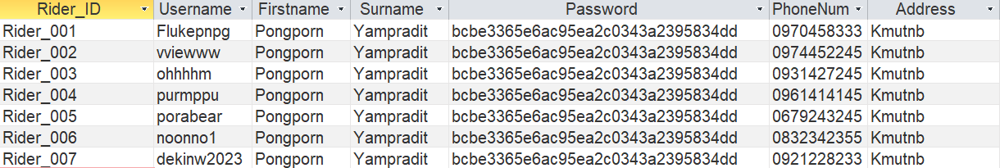 Rider_ID Username Firstname Surname Password PhoneNum Address
Rider_001 Flukepnpg Pongporn Yampradit bcbe3365e6ac95ea2c0343a2395834dd 0970458333 Kmutnb
Rider_002 vviewww Pongporn Yampradit bcbe3365e6ac95ea2c0343a2395834dd 0974452245 Kmutnb
Rider_003 ohhhhm Pongporn Yampradit bcbe3365e6ac95ea2c0343a2395834dd 0931427245 Kmutnb
Rider_004 purmppu Pongporn Yampradit bcbe3365e6ac95ea2c0343a2395834dd 0961414145 Kmutnb
Rider_005 porabear Pongporn Yampradit bcbe3365e6ac95ea2c0343a2395834dd 0679243245 Kmutnb
Rider_006 noonno1 Pongporn Yampradit bcbe3365e6ac95ea2c0343a2395834dd 0832342355 Kmutnb
Rider_007 dekinw2023 Pongporn Yampradit bcbe3365e6ac95ea2c0343a2395834dd 0921228233 Kmutnb